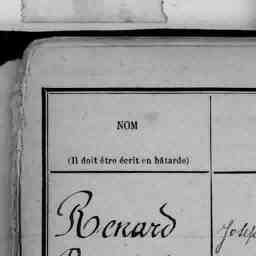 NOM
(Il doit être écrit en bâtarde)
Renard